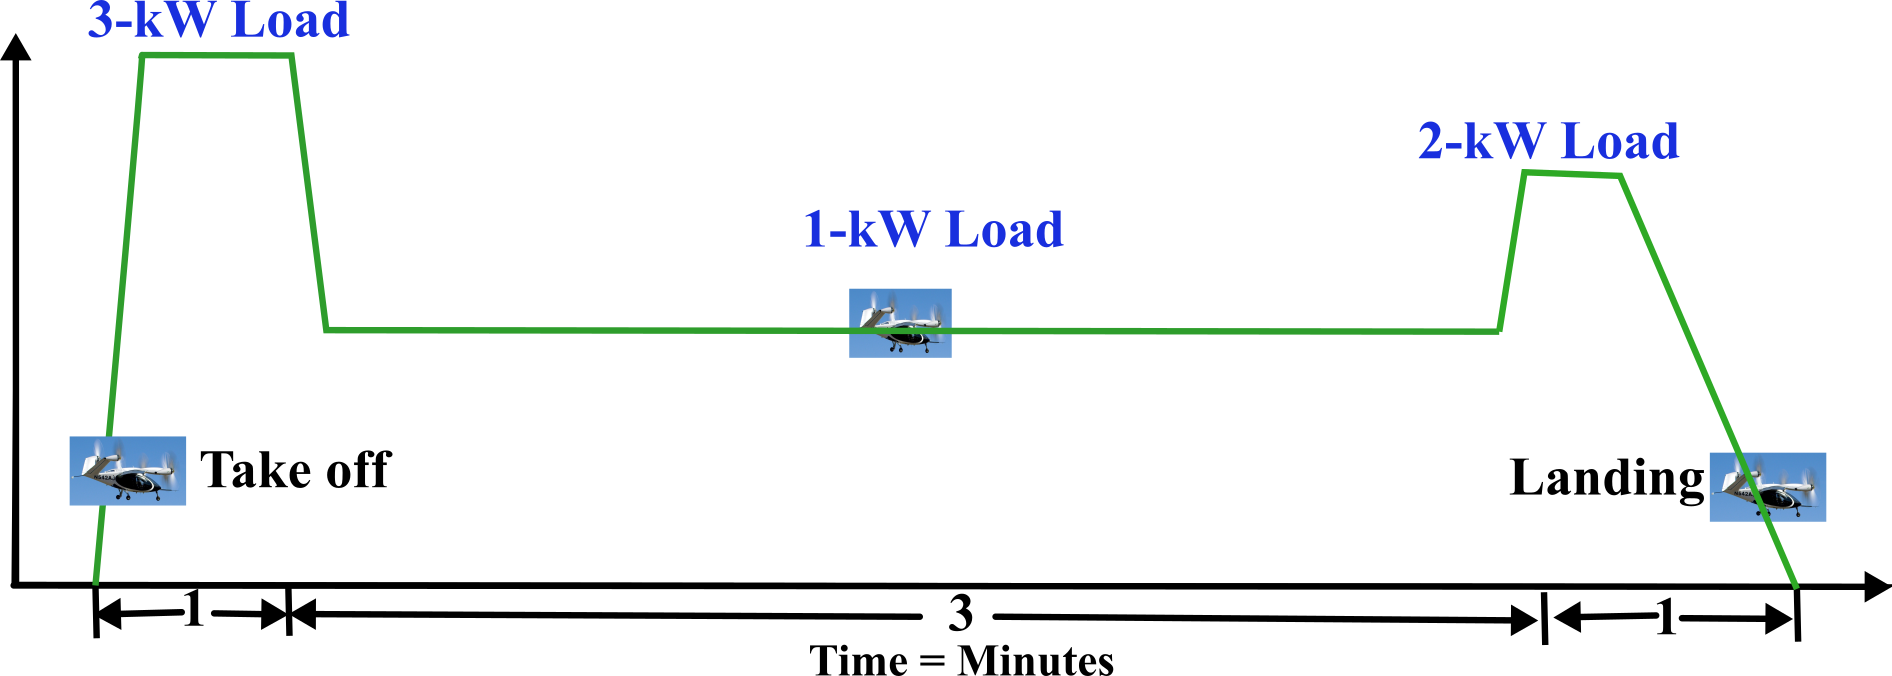 3-kW Load
2-kW Load
1-kW Load
Take off
Landing
1
3
1
Time = Minutes